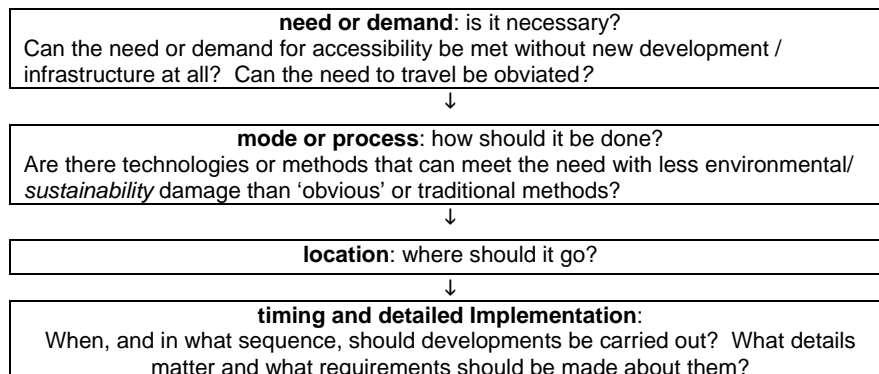 need or demand: is it necessary?
Can the need or demand for accessibility be met without new development /
infrastructure at all? Can the need to travel be obviated?
↓
mode or process: how should it be done?
Are there technologies or methods that can meet the need with less environmental/
sustainability damage than ‘obvious’ or traditional methods?
↓
location: where should it go?
↓
timing and detailed Implementation:
When, and in what sequence, should developments be carried out? What details
matter and what requirements should be made about them?